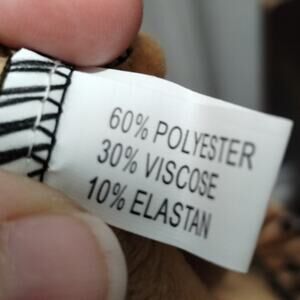 60% POLYESTER
30% VISCOSE
10% ELASTAN